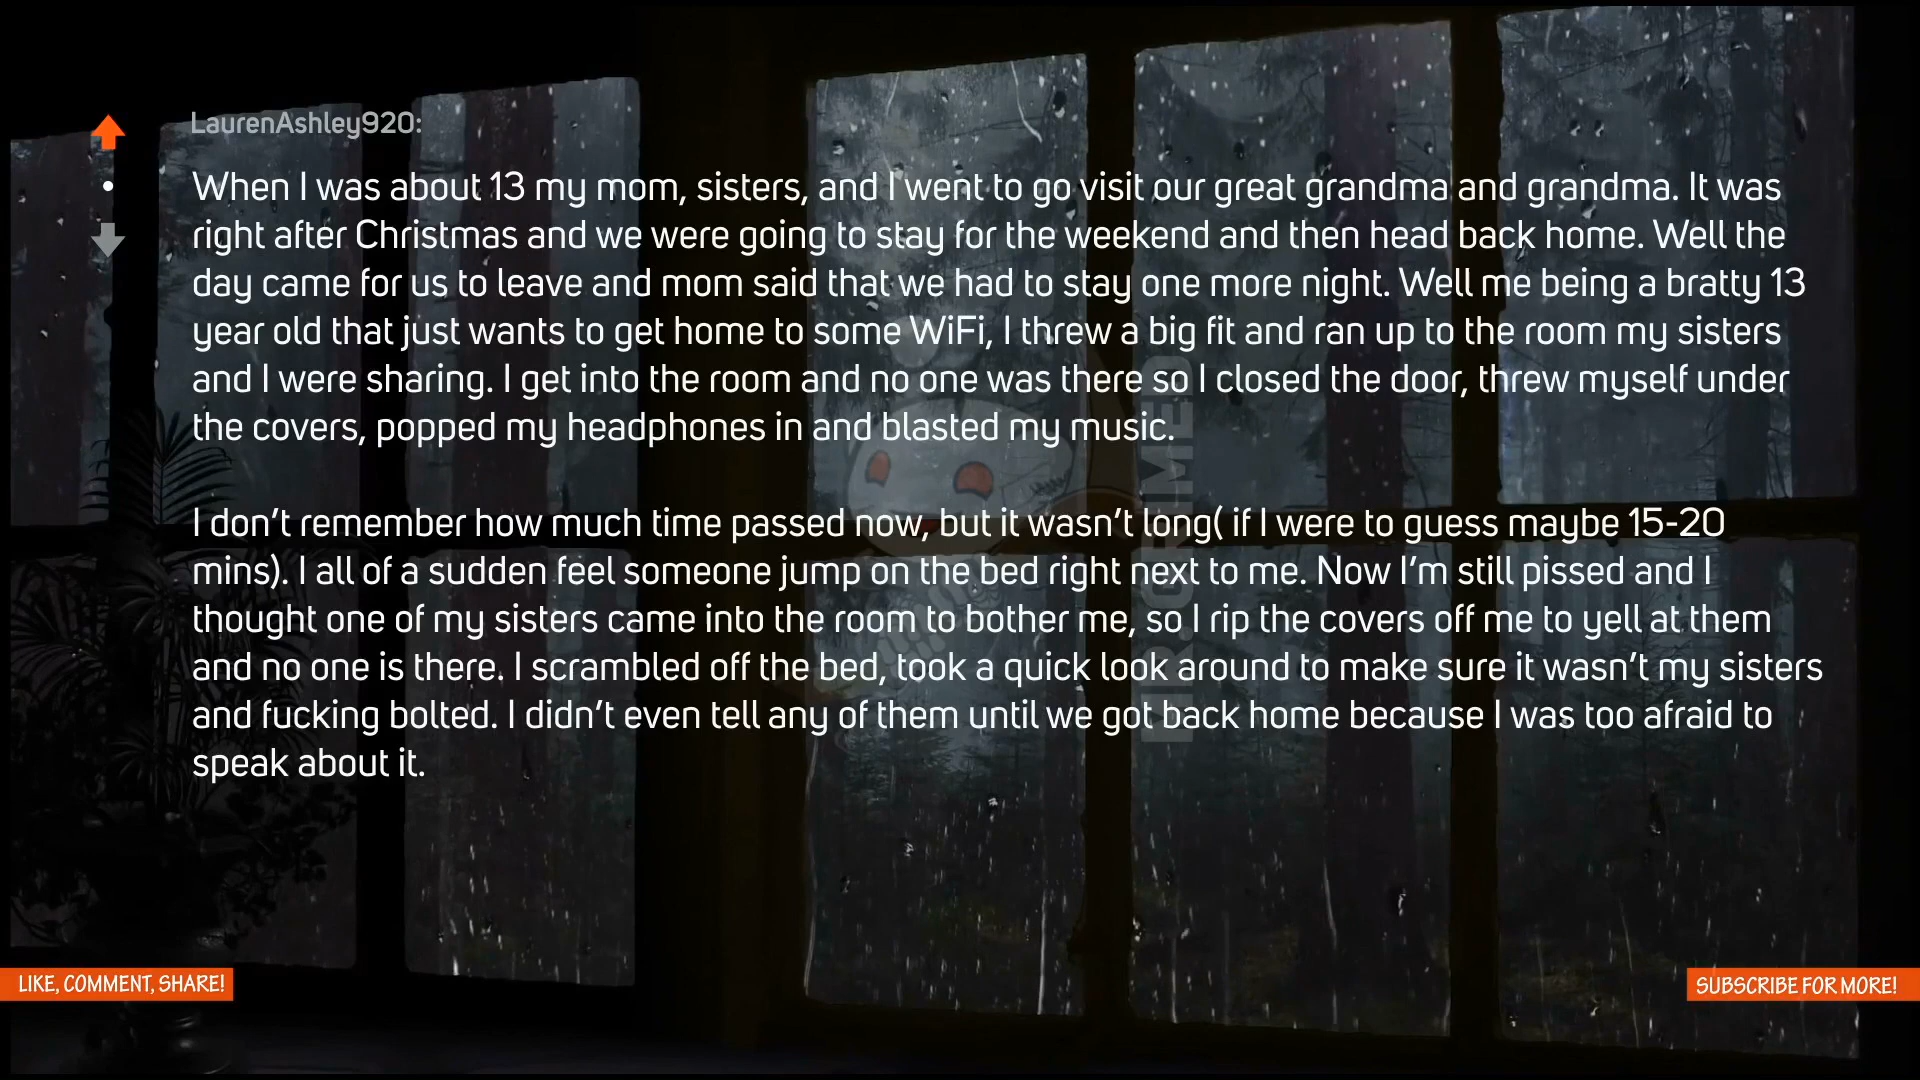 LaurenAshley920:
When I was about 13 my mom, sisters, and I went to go visit our great grandma and grandma. It was
right after Christmas and we were going to stay for the weekend and then head back home. Well the
day came for us to leave and mom said that we had to stay one more night. Well me being a bratty 13
year old that just wants to get home to some WiFi, I threw a big fit and ran up to the room my sisters
and I were sharing. I get into the room and no one was there so I closed the door, threw myself under
the covers, popped my headphones in and blasted my music.
I don't remember how much time passed now, but it wasn't long( if I were to guess maybe 15-20
mins). I all of a sudden feel someone jump on the bed right next to me. Now I'm still pissed and I
thought one of my sisters came into the room to bother me, so I rip the covers off me to yell at them
and no one is there. I scrambled off the bed, took a quick look around to make sure it wasn't my sisters
and fucking bolted. I didn't even tell any of them until we got back home because I was too afraid to
speak about it.
LIKE, COMMENT, SHARE!
SUBSCRIBE FOR MORE!